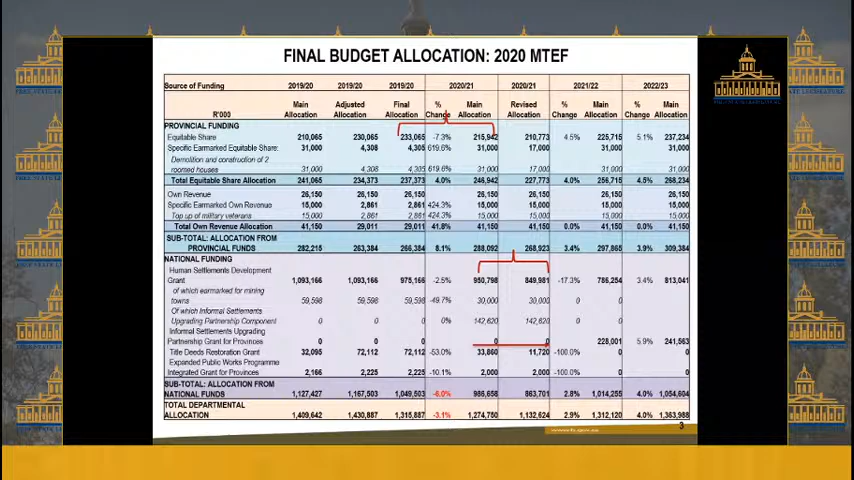 FINAL BUDGET ALLOCATION: 2020 MTEF
Source of Funding 2019/20 2019/20 2019/20 2020/21 2020/21 2021/22 2022/23
R'000 Main Allocation Adjusted Allocation Final Allocation % Change Main Allocation Revised Allocation % Change Main Allocation % Change Main Allocation
PROVINCIAL FUNDING
Equitable Share 210,065 230,065 233,065 -7.3% 215,942 210,773 4.5% 225,715 5.1% 237,234
Specific Earmarked Equitable Share: 31,000 4,308 4,305 619.6% 31,000 17,000 31,000 31,000
Demolition and construction of 2
roomed houses 31,000 4,308 4,305 619.6% 31,000 17,000 31,000 31,000
Total Equitable Share Allocation 241,065 234,373 237,373 4.0% 246,942 227,773 4.0% 256,715 4.5% 268,234
Own Revenue 26,150 26,150 26,150 26,150 26,150 26,150 26,150
Specific Earmarked Own Revenue 15,000 2,861 2,861 424.3% 15,000 15,000 15,000 15,000
Top up of military veterans 15,000 2,861 2,861 424.3% 15,000 15,000 15,000 15,000
Total Own Revenue Allocation 41,150 29,011 29,011 41.8% 41,150 41,150 0.0% 41,150 0.0% 41,150
SUB-TOTAL: ALLOCATION FROM
PROVINCIAL FUNDS 282,215 263,384 266,384 8.1% 288,092 268,923 3.4% 297,865 3.9% 309,384
NATIONAL FUNDING
Human Settlements Development
Grant 1,093,166 1,093,166 975,166 -2.5% 950,798 849,981 -17.3% 786,254 3.4% 813,041
of which earmarked for mining
towns 59,598 59,598 59,598 -49.7% 30,000 30,000 0 0
Of which Informal Settlements
Upgrading Partnership Component 0 0 0 0% 142,620 142,620 0 0
Informal Settlements Upgrading
Partnership Grant for Provinces 0 0 0 0 0 228,001 5.9% 241,563
Title Deeds Restoration Grant 32,095 72,112 72,112 -53.0% 33,860 11,720 -100.0% 0 0
Expanded Public Works Programme
Integrated Grant for Provinces 2,166 2,225 2,225 -10.1% 2,000 2,000 -100.0% 0 0
SUB-TOTAL: ALLOCATION FROM
NATIONAL FUNDS 1,127,427 1,167,503 1,049,503 -6.0% 986,658 863,701 2.8% 1,014,255 4.0% 1,054,604
TOTAL DEPARTMENTAL
ALLOCATION 1,409,642 1,430,887 1,315,887 -3.1% 1,274,750 1,132,624 2.9% 1,312,120 4.0% 1,363,988
3